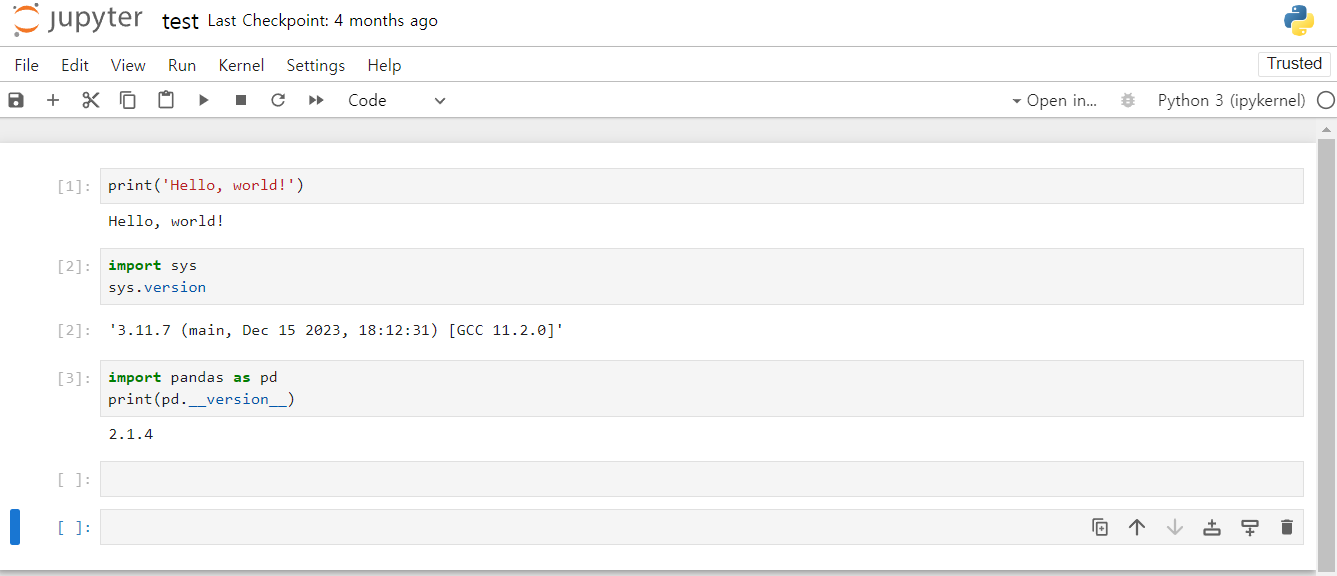 jupyter test Last Checkpoint: 4 months ago
File Edit View Run Kernel Settings Help Trusted
Code Open in... Python 3 (ipykernel)
[1]: print('Hello, world!')
Hello, world!
[2]: import sys
sys.version
[2]: '3.11.7 (main, Dec 15 2023, 18:12:31) [GCC 11.2.0]'
[3]: import pandas as pd
print(pd.__version__)
2.1.4
[ ]:
[ ]: